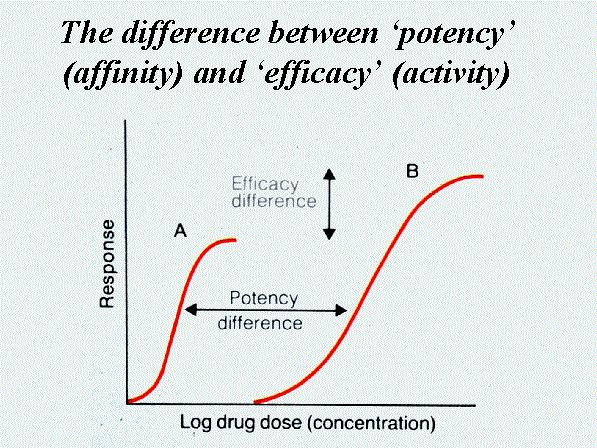 The difference between ‘potency’
(affinity) and ‘efficacy’ (activity)
B
Efficacy
difference
A
Response
Potency
difference
Log drug dose (concentration)